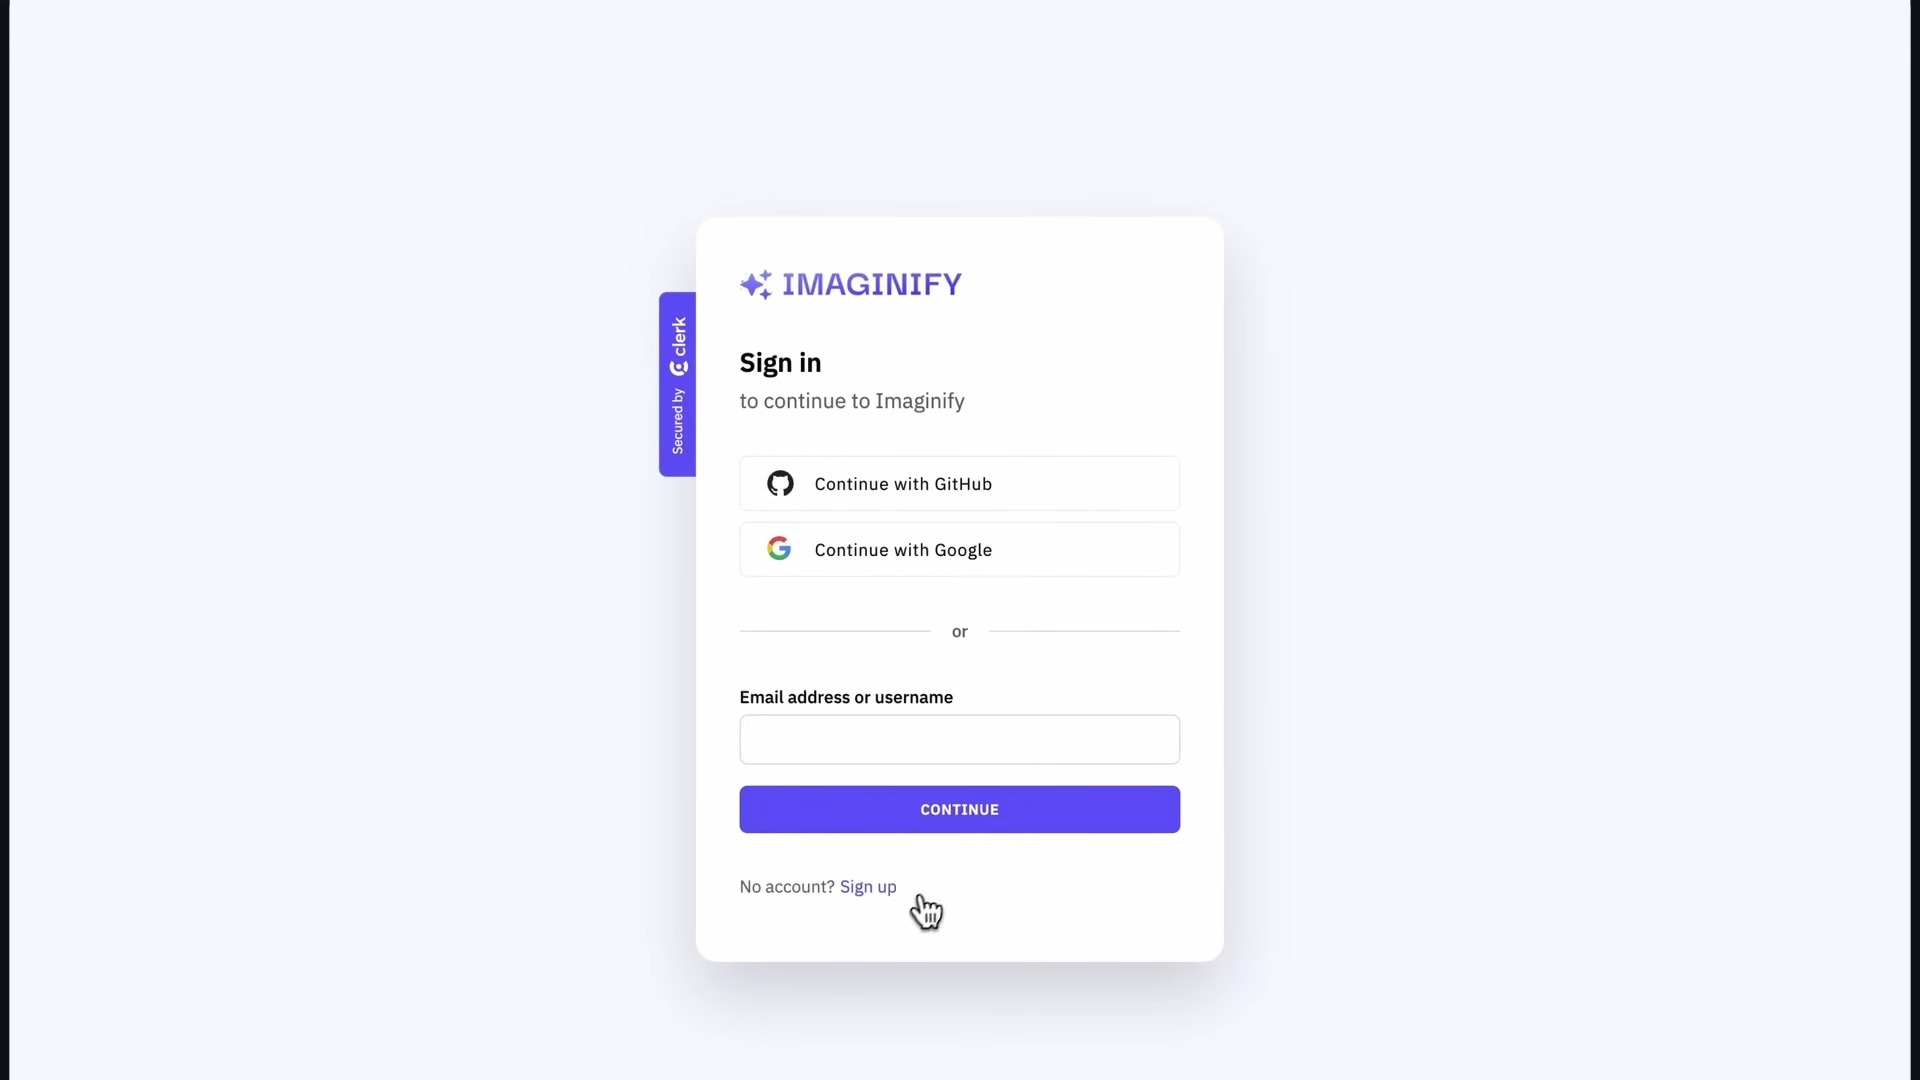 IMAGINIFY
Secured by clerk
Sign in
to continue to Imaginify
Continue with GitHub
Continue with Google
or
Email address or username
CONTINUE
No account? Sign up